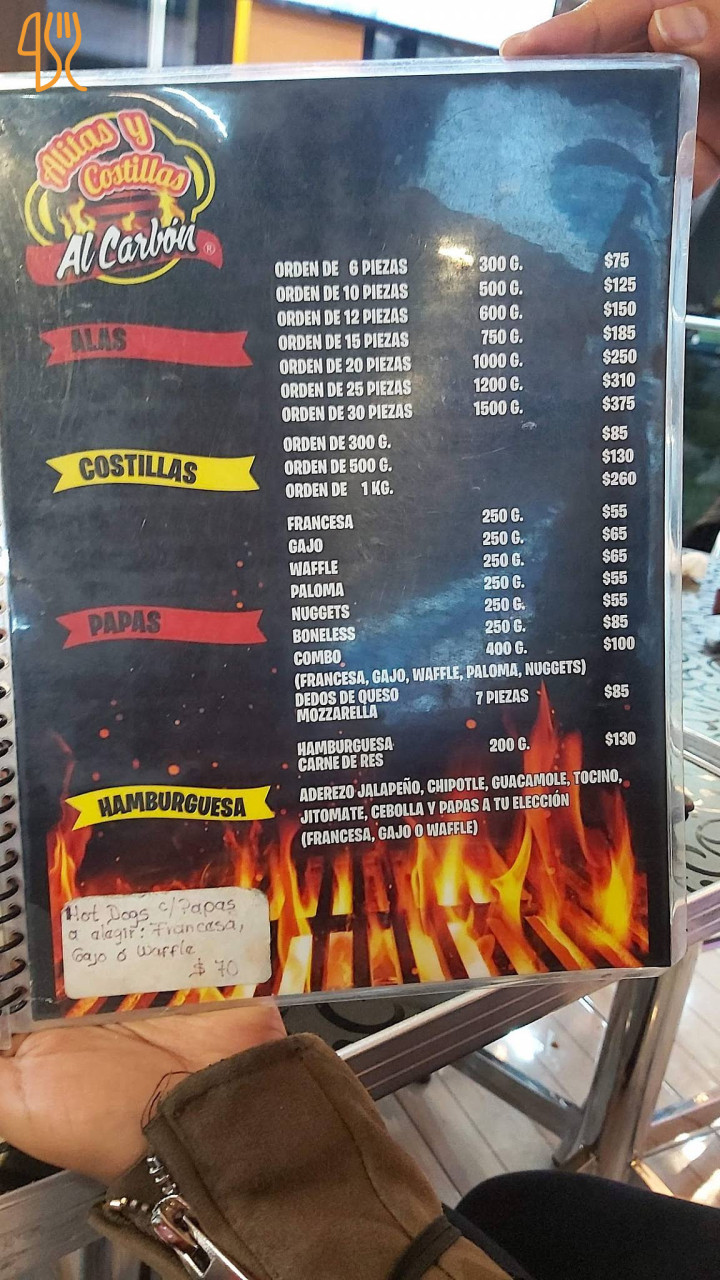 Alitas y
Costillas
Al Carbón ®
ALAS
ORDEN DE 6 PIEZAS 300 G. $75
ORDEN DE 10 PIEZAS 500 G. $125
ORDEN DE 12 PIEZAS 600 G. $150
ORDEN DE 15 PIEZAS 750 G. $185
ORDEN DE 20 PIEZAS 1000 G. $250
ORDEN DE 25 PIEZAS 1200 G. $310
ORDEN DE 30 PIEZAS 1500 G. $375
COSTILLAS
ORDEN DE 300 G. $85
ORDEN DE 500 G. $130
ORDEN DE 1 KG. $260
PAPAS
FRANCESA 250 G. $55
GAJO 250 G. $65
WAFFLE 250 G. $65
PALOMA 250 G. $55
NUGGETS 250 G. $55
BONELESS 250 G. $85
COMBO 400 G. $100
(FRANCESA, GAJO, WAFFLE, PALOMA, NUGGETS)
DEDOS DE QUESO 7 PIEZAS $85
MOZZARELLA
HAMBURGUESA
HAMBURGUESA 200 G. $130
CARNE DE RES
ADEREZO JALAPEÑO, CHIPOTLE, GUACAMOLE, TOCINO,
JITOMATE, CEBOLLA Y PAPAS A TU ELECCIÓN
(FRANCESA, GAJO O WAFFLE)
Hot Dogs c/Papas
a elegir: Francesa,
Gajo ó Waffle
$ 70